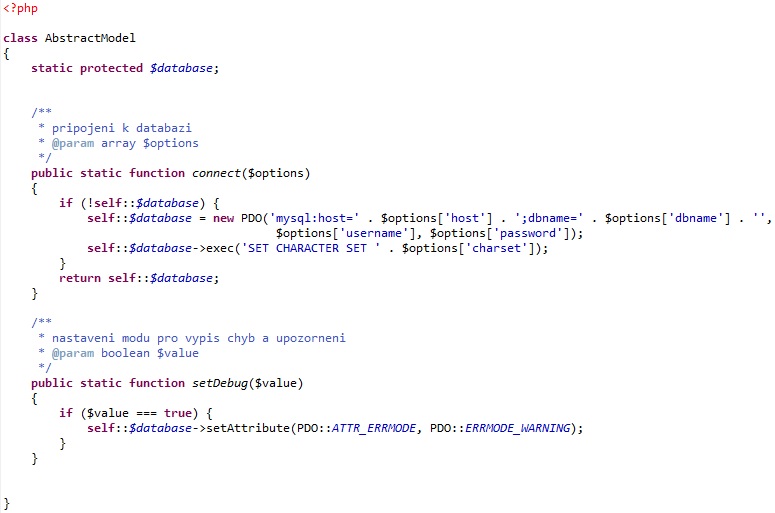 <?php
class AbstractModel
{
    static protected $database;
    /**
     * pripojeni k databazi
     * @param array $options
     */
    public static function connect($options)
    {
        if (!self::$database) {
            self::$database = new PDO('mysql:host=' . $options['host'] . ';dbname=' . $options['dbname'] . '',
                                       $options['username'], $options['password']);
            self::$database->exec('SET CHARACTER SET ' . $options['charset']);
        }
        return self::$database;
    }
    /**
     * nastaveni modu pro vypis chyb a upozorneni
     * @param boolean $value
     */
    public static function setDebug($value)
    {
        if ($value === true) {
            self::$database->setAttribute(PDO::ATTR_ERRMODE, PDO::ERRMODE_WARNING);
        }
    }
}